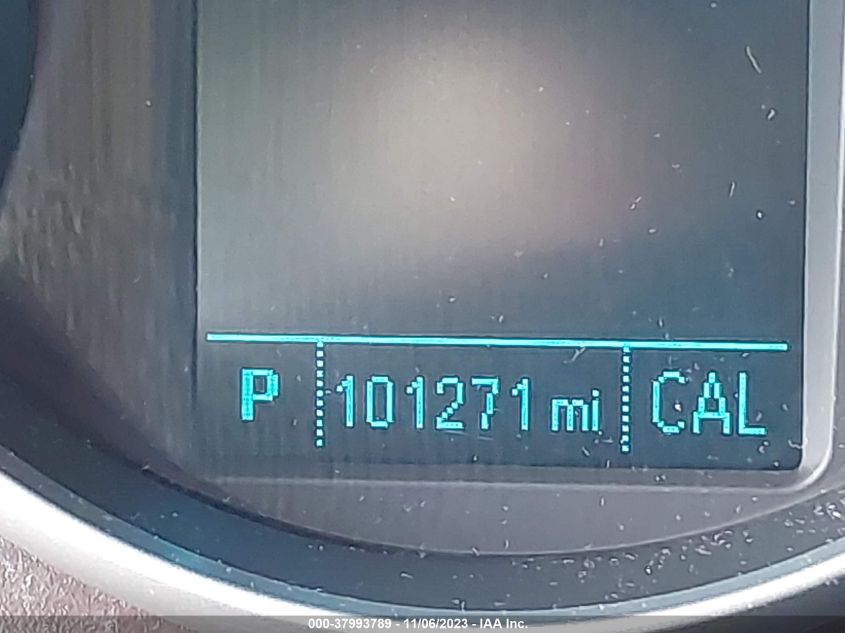 P 101271 mi CAL
000-37993789 - 11/06/2023 - IAA Inc.